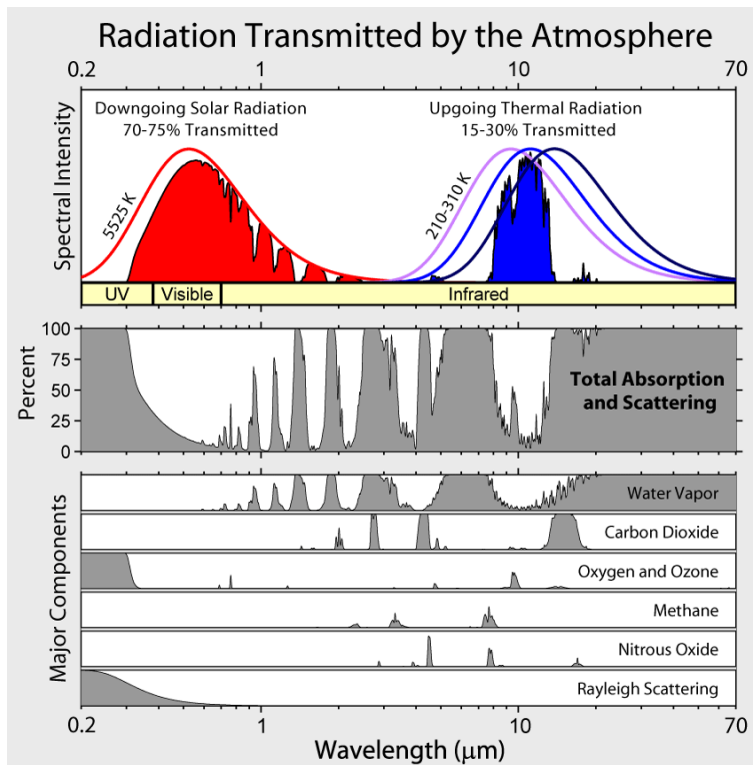 Radiation Transmitted by the Atmosphere
0.2 1 10 70
Downgoing Solar Radiation
70-75% Transmitted
Upgoing Thermal Radiation
15-30% Transmitted
Spectral Intensity
5525 K
210-310 K
UV Visible Infrared
100
75
50
25
0
Percent
Total Absorption
and Scattering
Major Components
Water Vapor
Carbon Dioxide
Oxygen and Ozone
Methane
Nitrous Oxide
Rayleigh Scattering
0.2 1 10 70
Wavelength (μm)